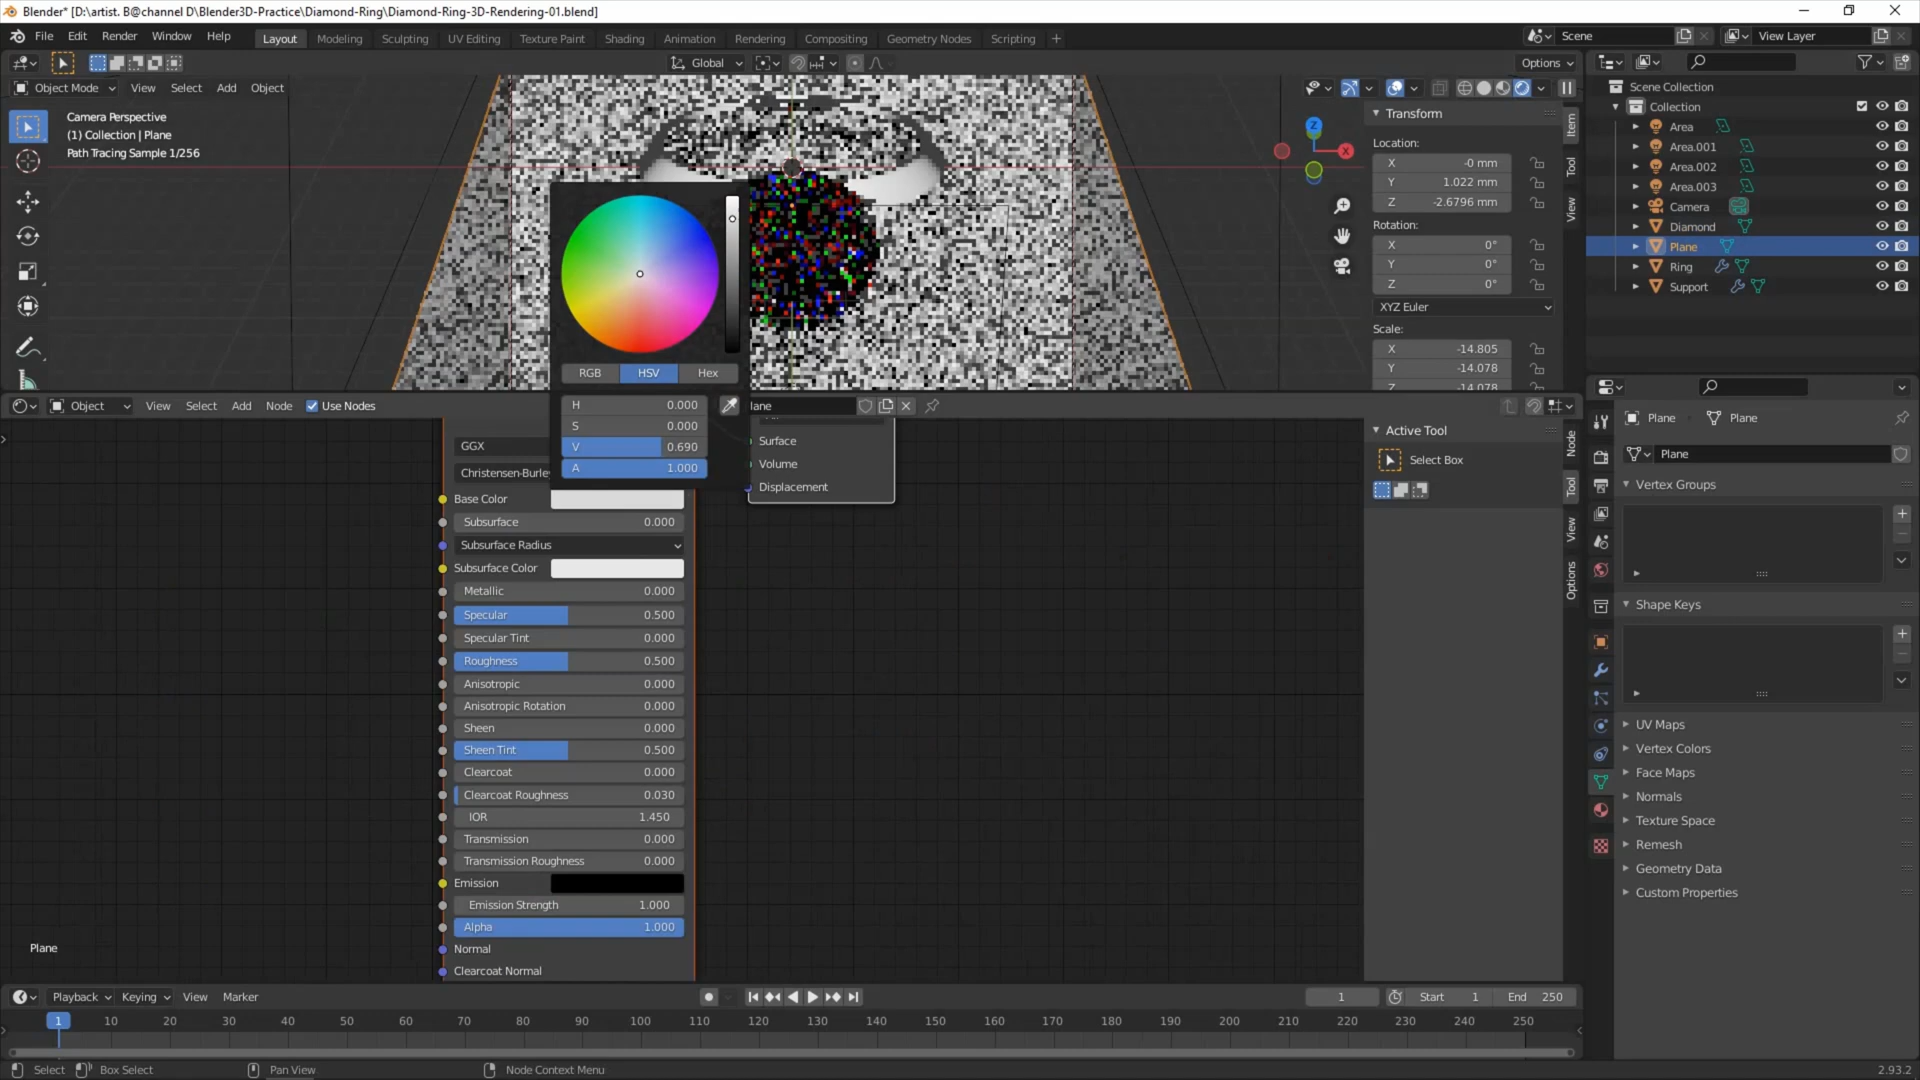 Blender* [D:\artist. B@channel D\Blender3D-Practice\Diamond-Ring\Diamond-Ring-3D-Rendering-01.blend]
File Edit Render Window Help Layout Modeling Sculpting UV Editing Texture Paint Shading Animation Rendering Compositing Geometry Nodes Scripting + Scene View Layer
Global Options
Object Mode View Select Add Object
Camera Perspective
(1) Collection | Plane
Path Tracing Sample 1/256
Z
X
Transform
Location:
X -0 mm
Y 1.022 mm
Z -2.6796 mm
Rotation:
X 0°
Y 0°
Z 0°
XYZ Euler
Scale:
X -14.805
Y -14.078
Z -14.078
Item
Tool
View
Scene Collection
Collection
Area
Area.001
Area.002
Area.003
Camera
Diamond
Plane
Ring
Support
RGB HSV Hex
H 0.000
S 0.000
V 0.690
A 1.000
Object View Select Add Node Use Nodes lane
GGX
Christensen-Burley
Base Color
Subsurface 0.000
Subsurface Radius
Subsurface Color
Metallic 0.000
Specular 0.500
Specular Tint 0.000
Roughness 0.500
Anisotropic 0.000
Anisotropic Rotation 0.000
Sheen 0.000
Sheen Tint 0.500
Clearcoat 0.000
Clearcoat Roughness 0.030
IOR 1.450
Transmission 0.000
Transmission Roughness 0.000
Emission
Emission Strength 1.000
Alpha 1.000
Normal
Clearcoat Normal
Surface
Volume
Displacement
Plane
Active Tool
Select Box
Node
Tool
View
Options
Plane Plane
Plane
Vertex Groups
Shape Keys
UV Maps
Vertex Colors
Face Maps
Normals
Texture Space
Remesh
Geometry Data
Custom Properties
Playback Keying View Marker 1 Start 1 End 250
1 10 20 30 40 50 60 70 80 90 100 110 120 130 140 150 160 170 180 190 200 210 220 230 240 250
Select Box Select Pan View Node Context Menu 2.93.2